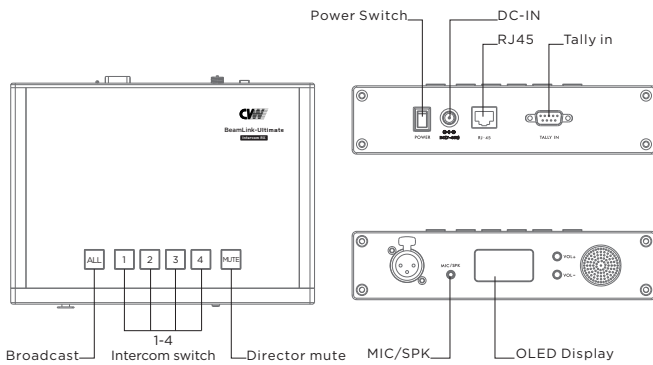 Power Switch
DC-IN
RJ45
Tally in
CVW
BeamLink-Ultimate
Intercom BS
POWER
RJ-45
TALLY IN
ALL
1
2
3
4
MUTE
MIC/SPK
VOL+
VOL-
1-4
Broadcast
Intercom switch
Director mute
MIC/SPK
OLED Display